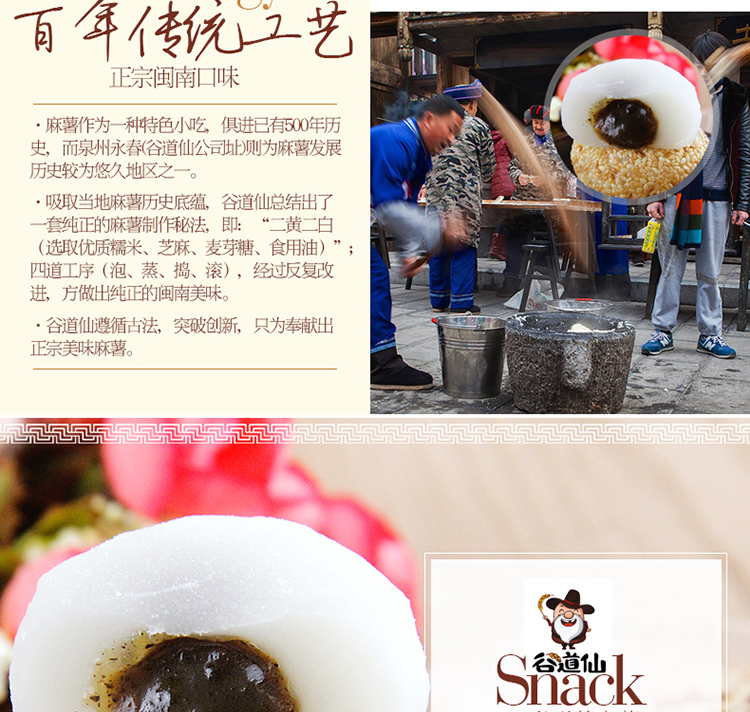 百年传统工艺
正宗闽南口味
·麻薯作为一种特色小吃，俱进已有500年历
史，而泉州永春(谷道仙公司址)则为麻薯发展
历史较为悠久地区之一。
·吸取当地麻薯历史底蕴，谷道仙总结出了
一套纯正的麻薯制作秘法，即：“二黄二白
（选取优质糯米、芝麻、麦芽糖、食用油）”；
四道工序（泡、蒸、捣、滚），经过反复改
进，方做出纯正的闽南美味。
·谷道仙遵循古法，突破创新，只为奉献出
正宗美味麻薯。
谷道仙
Snack